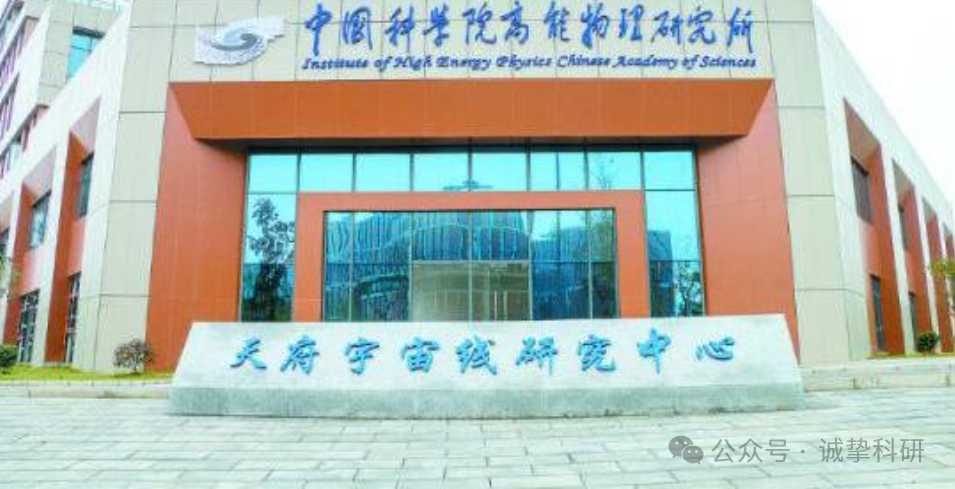 中国科学院高能物理研究所
Institute of High Energy Physics Chinese Academy of Sciences
天府宇宙线研究中心
公众号·诚挚科研